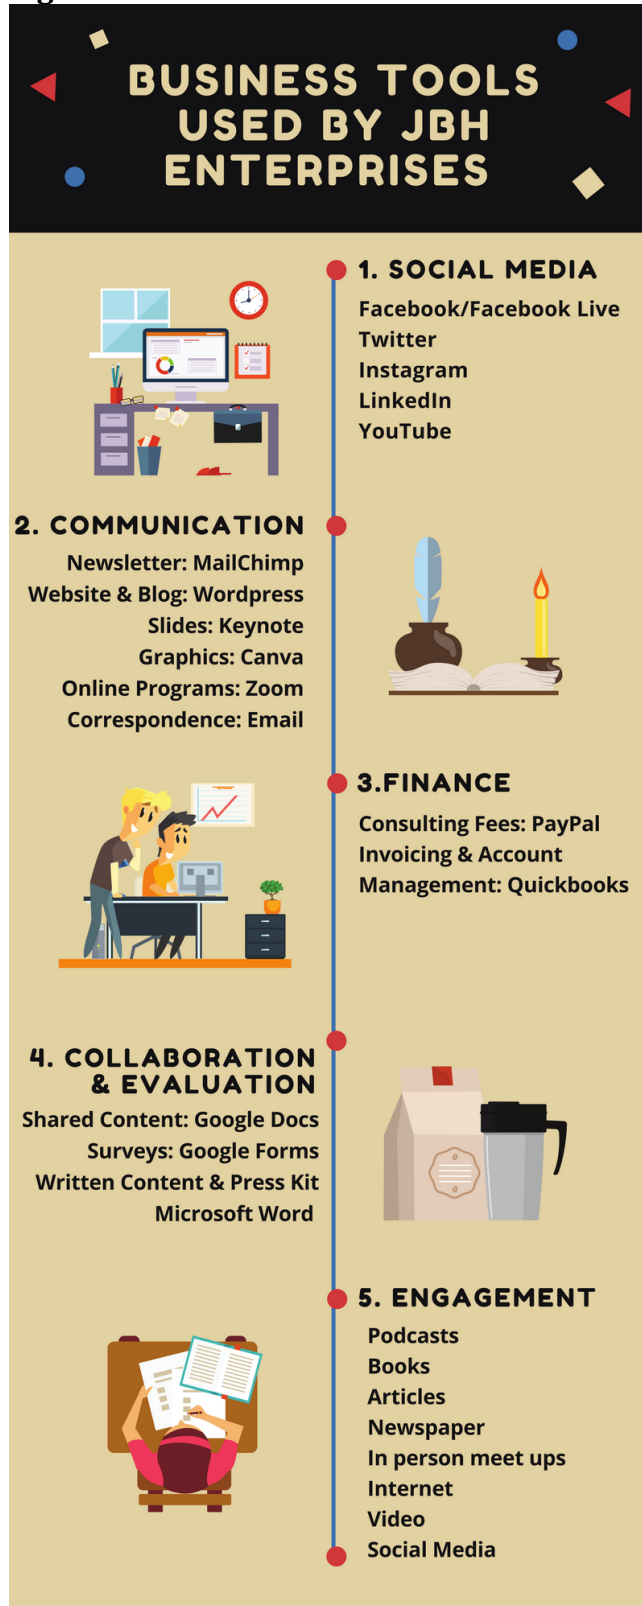 BUSINESS TOOLS
USED BY JBH
ENTERPRISES
1. SOCIAL MEDIA
Facebook/Facebook Live
Twitter
Instagram
LinkedIn
YouTube
2. COMMUNICATION
Newsletter: MailChimp
Website & Blog: Wordpress
Slides: Keynote
Graphics: Canva
Online Programs: Zoom
Correspondence: Email
3.FINANCE
Consulting Fees: PayPal
Invoicing & Account
Management: Quickbooks
4. COLLABORATION
& EVALUATION
Shared Content: Google Docs
Surveys: Google Forms
Written Content & Press Kit
Microsoft Word
5. ENGAGEMENT
Podcasts
Books
Articles
Newspaper
In person meet ups
Internet
Video
Social Media